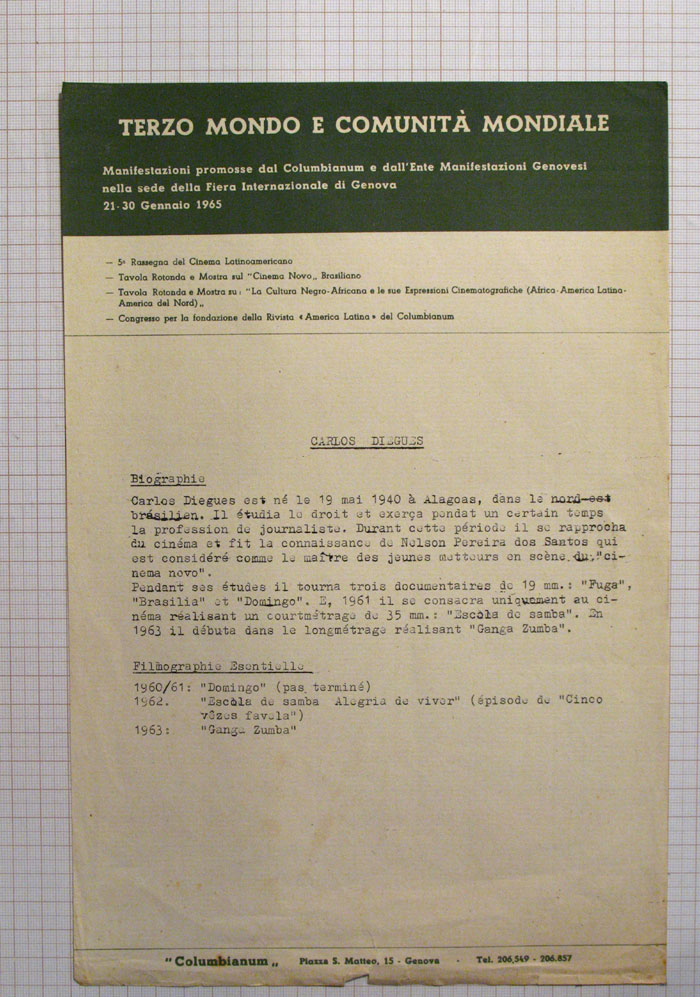 TERZO MONDO E COMUNITÀ MONDIALE
Manifestazioni promosse dal Columbianum e dall'Ente Manifestazioni Genovesi
nella sede della Fiera Internazionale di Genova
21-30 Gennaio 1965
— 5ª Rassegna del Cinema Latinoamericano
— Tavola Rotonda e Mostra sul "Cinema Novo„ Brasiliano
— Tavola Rotonda e Mostra su: "La Cultura Negro-Africana e le sue Espressioni Cinematografiche (Africa-America Latina-
America del Nord)„
— Congresso per la fondazione della Rivista «America Latina» del Columbianum
CARLOS DIEGUES
Biographie
Carlos Diegues est né le 19 mai 1940 à Alagoas, dans le nord-est
brésilien. Il étudia le droit et exerça pendat un certain temps
la profession de journaliste. Durant cette période il se rapprocha
du cinéma et fit la connaissance de Nelson Pereira dos Santos qui
est considéré comme le maître des jeunes metteurs en scène du "ci-
nema novo".
Pendant ses études il tourna trois documentaires de 19 mm.: "Fuga",
"Brasilia" et "Domingo". E, 1961 il se consacra uniquement au ci-
néma réalisant un courtmétrage de 35 mm.: "Escòla de samba". En
1963 il débuta dans le longmétrage réalisant "Ganga Zumba".
Filmographie Esentielle
1960/61: "Domingo" (pas terminé)
1962. "Escòla de samba Alegria de viver" (épisode de "Cinco
vêzes favela")
1963: "Ganga Zumba"
"Columbianum„ Piazza S. Matteo, 15 - Genova - Tel. 206,549 - 206.857